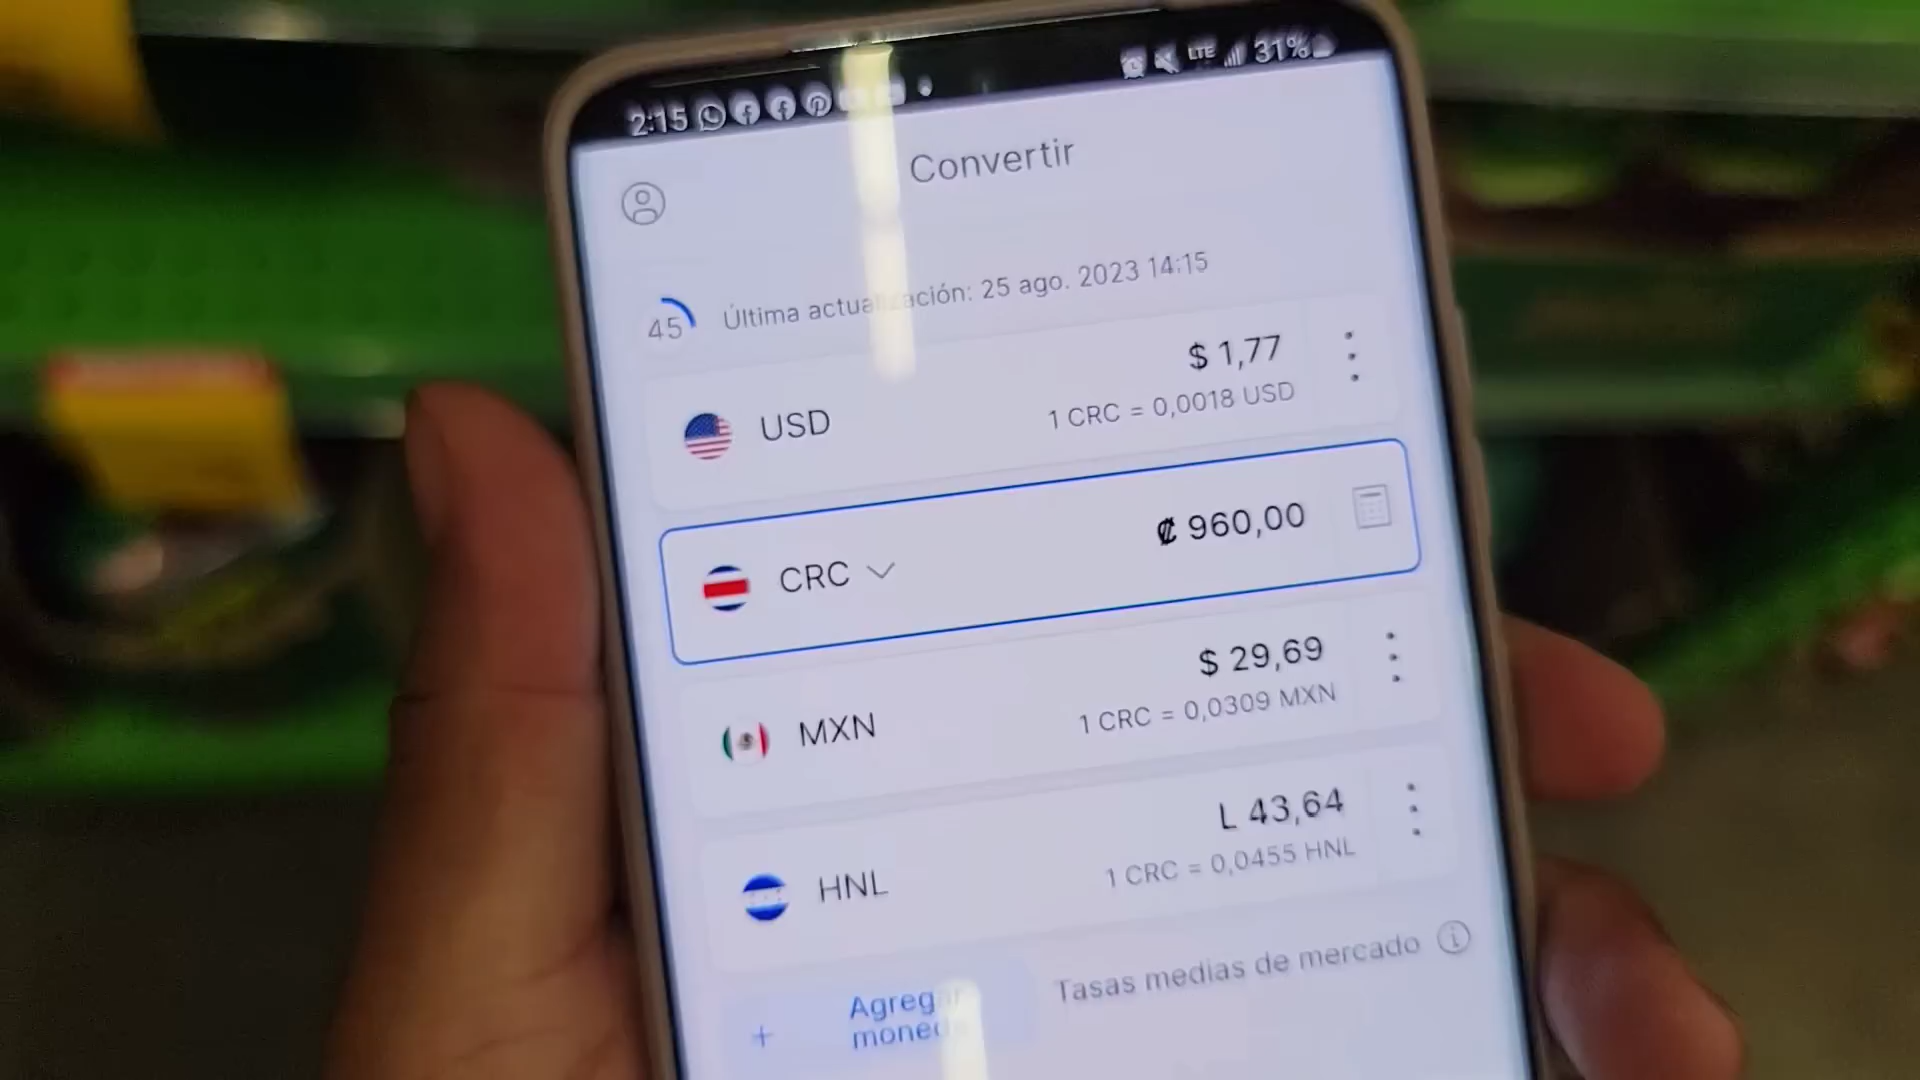 2:15 LTE 31%
Convertir
45 Última actualización: 25 ago. 2023 14:15
USD $ 1,77
1 CRC = 0,0018 USD
CRC ₡ 960,00
MXN $ 29,69
1 CRC = 0,0309 MXN
HNL L 43,64
1 CRC = 0,0455 HNL
+ Agregar
moneda
Tasas medias de mercado